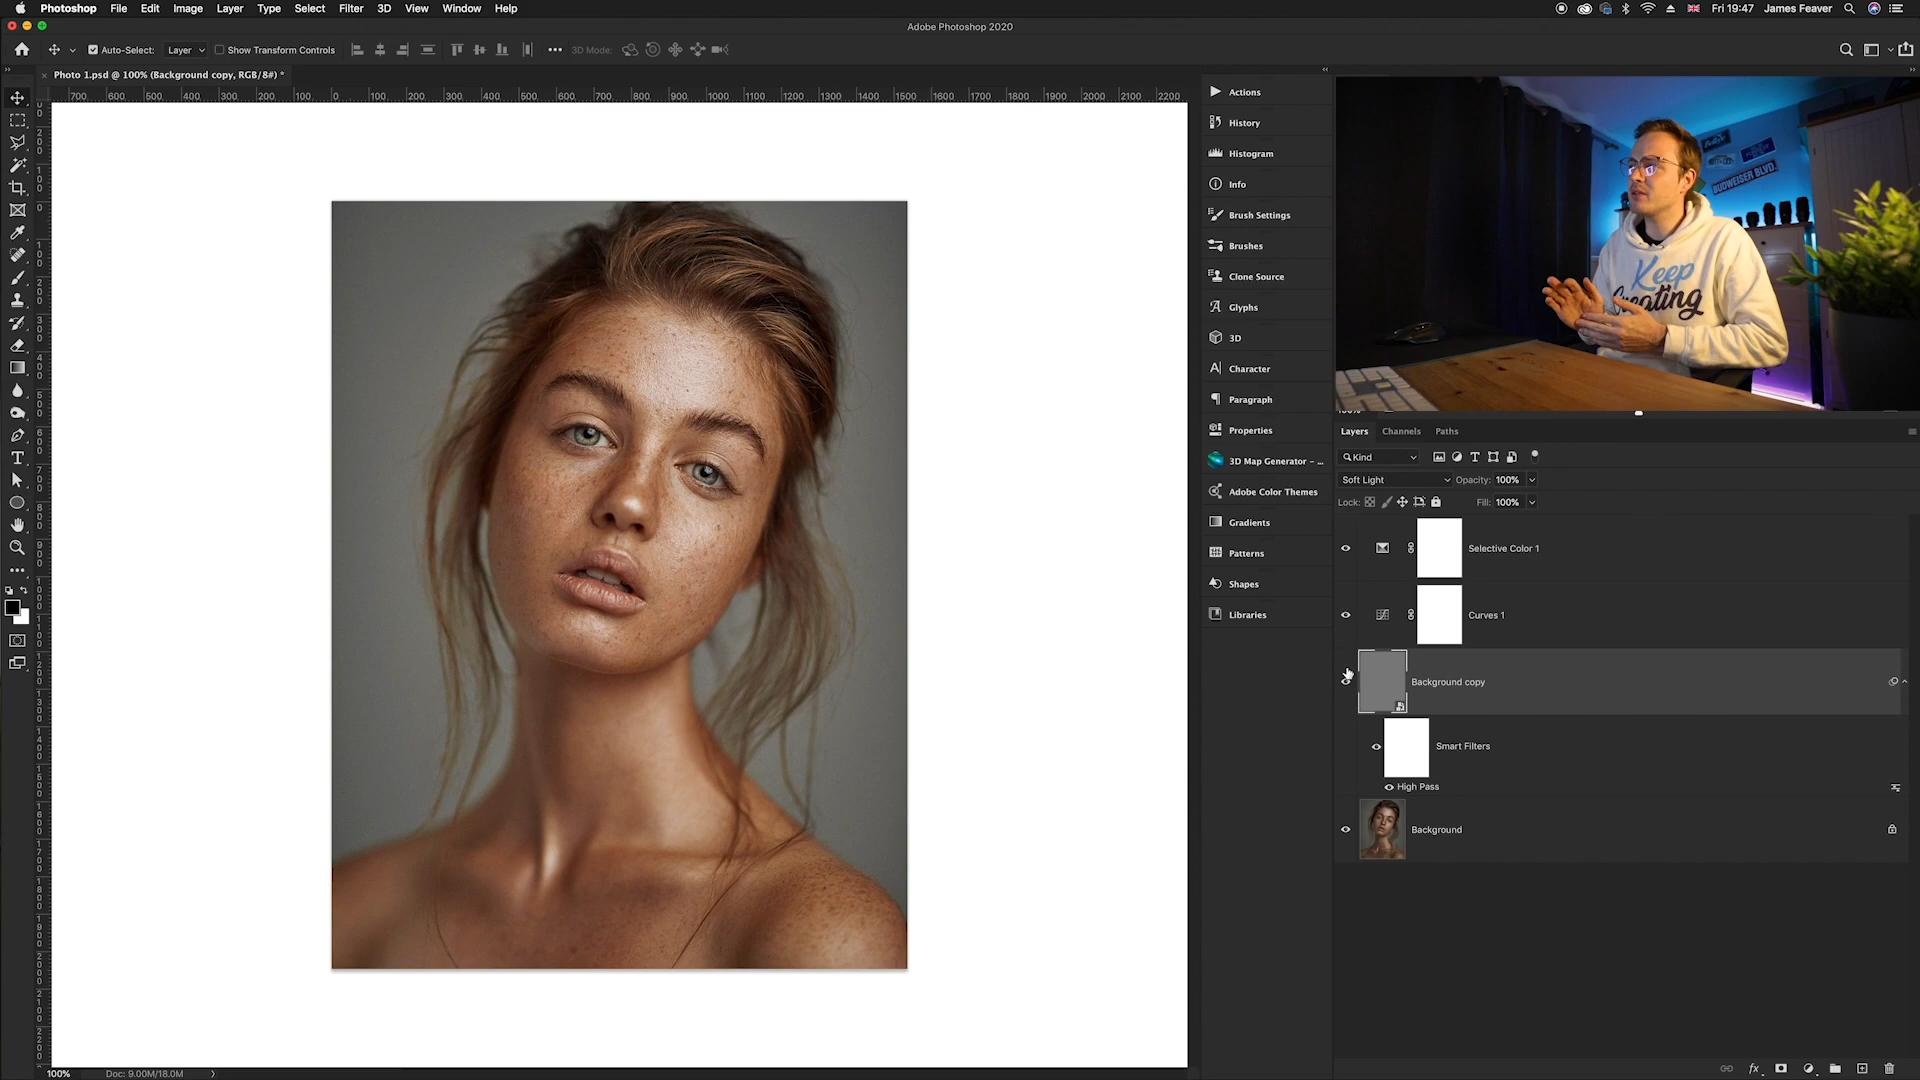 Photoshop File Edit Image Layer Type Select Filter 3D View Window Help Fri 19:47 James Feaver
Adobe Photoshop 2020
Auto-Select: Layer Show Transform Controls 3D Mode:
Photo 1.psd @ 100% (Background copy, RGB/8#) *
700 600 500 400 300 200 100 0 100 200 300 400 500 600 700 800 900 1000 1100 1200 1300 1400 1500 1600 1700 1800 1900 2000 2100 2200
Actions
History
Histogram
Info
Brush Settings
Brushes
Clone Source
Glyphs
3D
Character
Paragraph
Properties
3D Map Generator – ...
Adobe Color Themes
Gradients
Patterns
Shapes
Libraries
BUDWEISER BLVD.
Keep
Creating
Layers Channels Paths
Kind
Soft Light Opacity: 100%
Lock: Fill: 100%
Selective Color 1
Curves 1
Background copy
Smart Filters
High Pass
Background
fx
100% Doc: 9.00M/18.0M